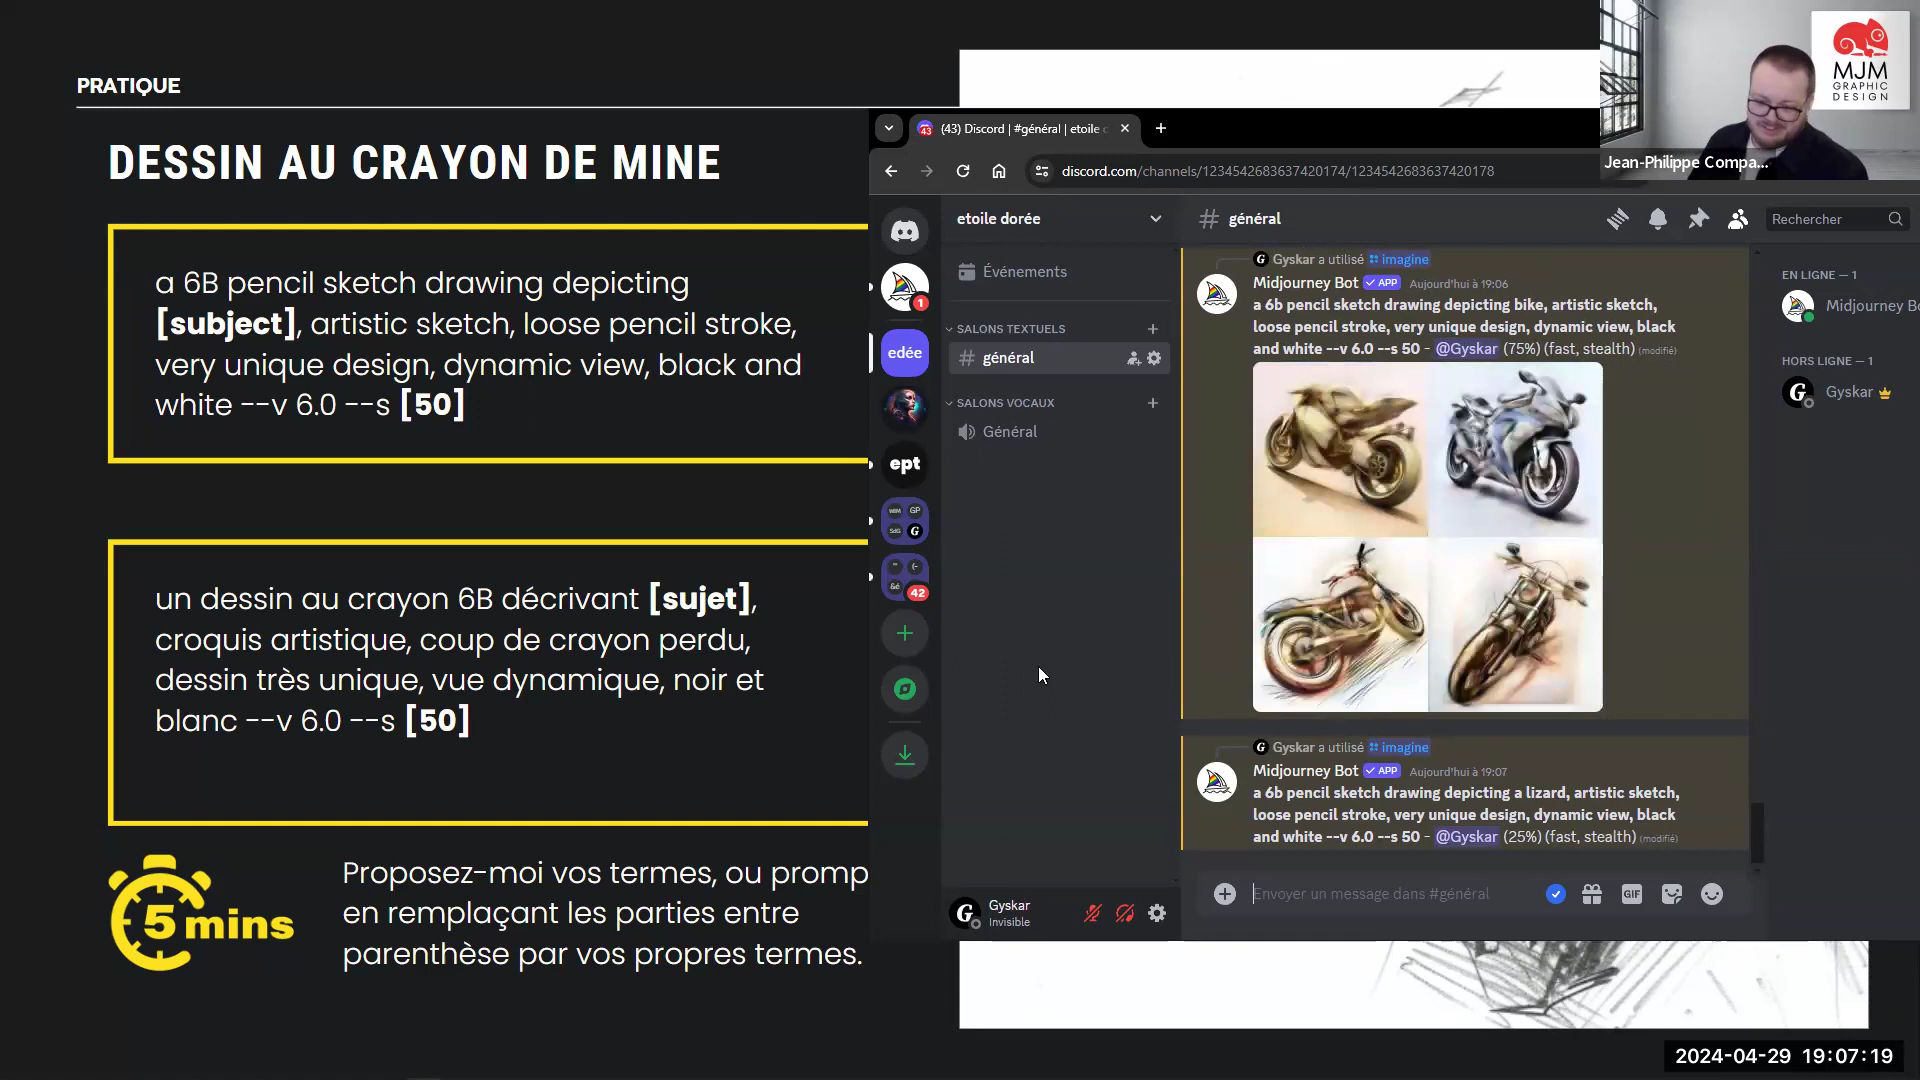 PRATIQUE
DESSIN AU CRAYON DE MINE
a 6B pencil sketch drawing depicting
[subject], artistic sketch, loose pencil stroke,
very unique design, dynamic view, black and
white --v 6.0 --s [50]
un dessin au crayon 6B décrivant [sujet],
croquis artistique, coup de crayon perdu,
dessin très unique, vue dynamique, noir et
blanc --v 6.0 --s [50]
5 mins
Proposez-moi vos termes, ou promp
en remplaçant les parties entre
parenthèse par vos propres termes.
(43) Discord | #général | etoile
discord.com/channels/1234542683637420174/1234542683637420178
etoile dorée
Événements
SALONS TEXTUELS
général
SALONS VOCAUX
Général
1
edée
ept
GP
G
42
Gyskar
Invisible
général
Rechercher
Gyskar a utilisé imagine
Midjourney Bot APP Aujourd'hui à 19:06
a 6b pencil sketch drawing depicting bike, artistic sketch,
loose pencil stroke, very unique design, dynamic view, black
and white --v 6.0 --s 50 - @Gyskar (75%) (fast, stealth) (modifié)
Gyskar a utilisé imagine
Midjourney Bot APP Aujourd'hui à 19:07
a 6b pencil sketch drawing depicting a lizard, artistic sketch,
loose pencil stroke, very unique design, dynamic view, black
and white --v 6.0 --s 50 - @Gyskar (25%) (fast, stealth) (modifié)
Envoyer un message dans #général
GIF
EN LIGNE — 1
Midjourney Bo
HORS LIGNE — 1
Gyskar
Jean-Philippe Compa...
MJM
GRAPHIC
DESIGN
2024-04-29 19:07:19